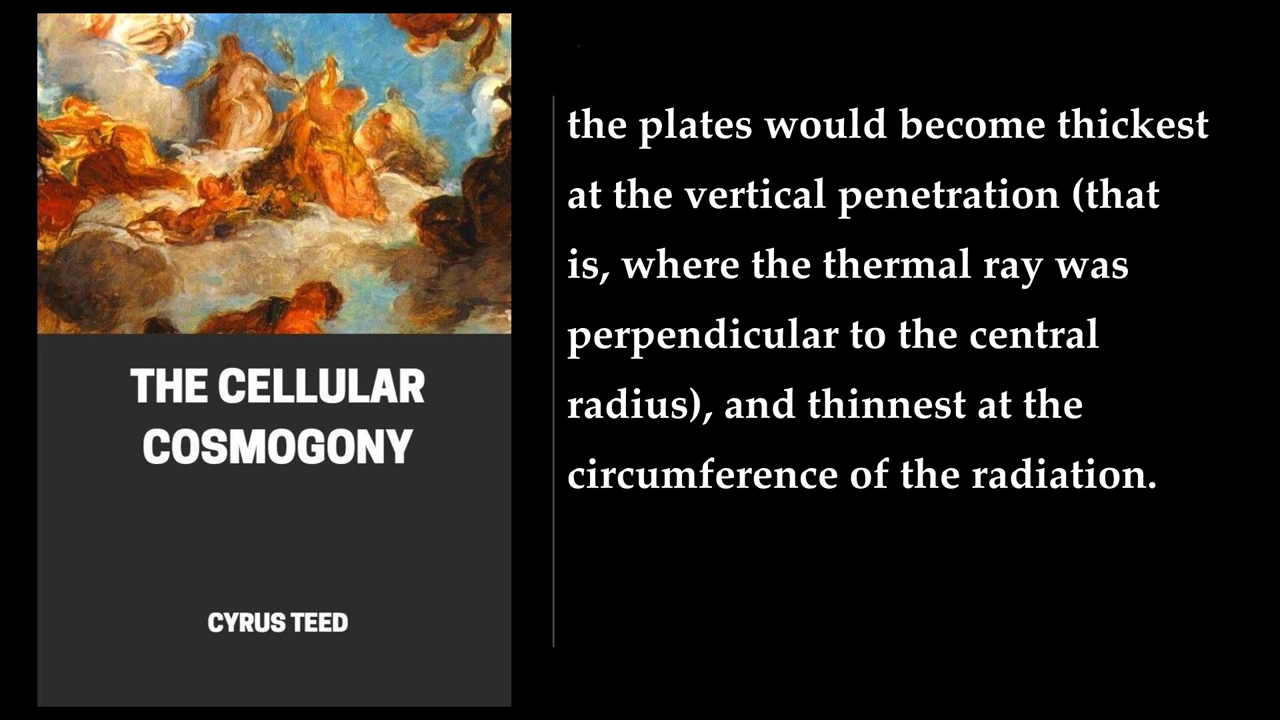 THE CELLULAR
COSMOGONY
CYRUS TEED
the plates would become thickest
at the vertical penetration (that
is, where the thermal ray was
perpendicular to the central
radius), and thinnest at the
circumference of the radiation.